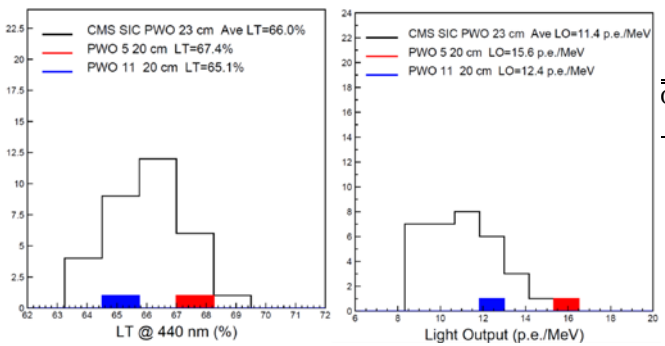 CMS SIC PWO 23 cm Ave LT=66.0%
PWO 5 20 cm LT=67.4%
PWO 11 20 cm LT=65.1%
22.5
20
17.5
15
12.5
10
7.5
5
2.5
0
62 63 64 65 66 67 68 69 70 71 72
LT @ 440 nm (%)
CMS SIC PWO 23 cm Ave LO=11.4 p.e./MeV
PWO 5 20 cm LO=15.6 p.e./MeV
PWO 11 20 cm LO=12.4 p.e./MeV
24
22
20
18
16
14
12
10
8
6
4
2
0
6 8 10 12 14 16 18 20
Light Output (p.e./MeV)